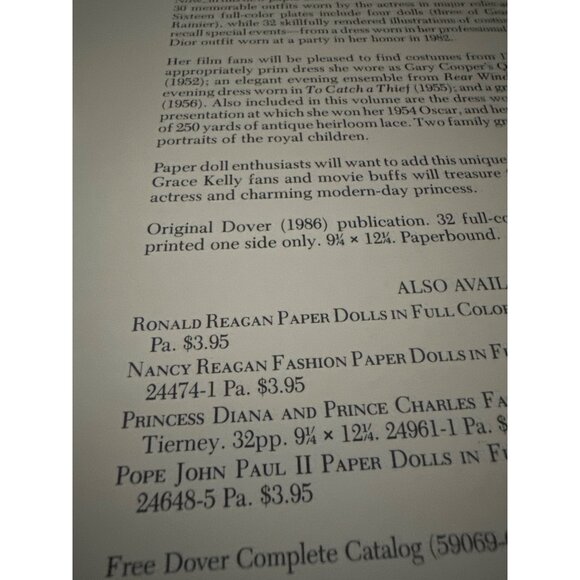 30 memorable outfits worn by the actress in major roles
Sixteen full-color plates include four dolls (three of
Rainier), while 32 skillfully rendered illustrations of
recall special events—from a dress worn in her professional
Dior outfit worn at a party in her honor in 1982.
Her film fans will be pleased to find costumes from
appropriately prim dress she wore as Gary Cooper's
(1952); an elegant evening ensemble from Rear
evening dress worn in To Catch a Thief (1955); and a
(1956). Also included in this volume are the dress
presentation at which she won her 1954 Oscar, and
of 250 yards of antique heirloom lace. Two family
portraits of the royal children.
Paper doll enthusiasts will want to add this unique
Grace Kelly fans and movie buffs will treasure
actress and charming modern-day princess.
Original Dover (1986) publication. 32
printed one side only. 9¼ × 12¼. Paperbound.
ALSO AVAIL
RONALD REAGAN PAPER DOLLS IN FULL COLO
Pa. $3.95
NANCY REAGAN FASHION PAPER DOLLS IN
24474-1 Pa. $3.95
PRINCESS DIANA AND PRINCE CHARLES FA
Tierney. 32pp. 9¼ × 12¼. 24961-1 Pa. $
POPE JOHN PAUL II PAPER DOLLS IN
24648-5 Pa. $3.95
Free Dover Complete Catalog (59069-